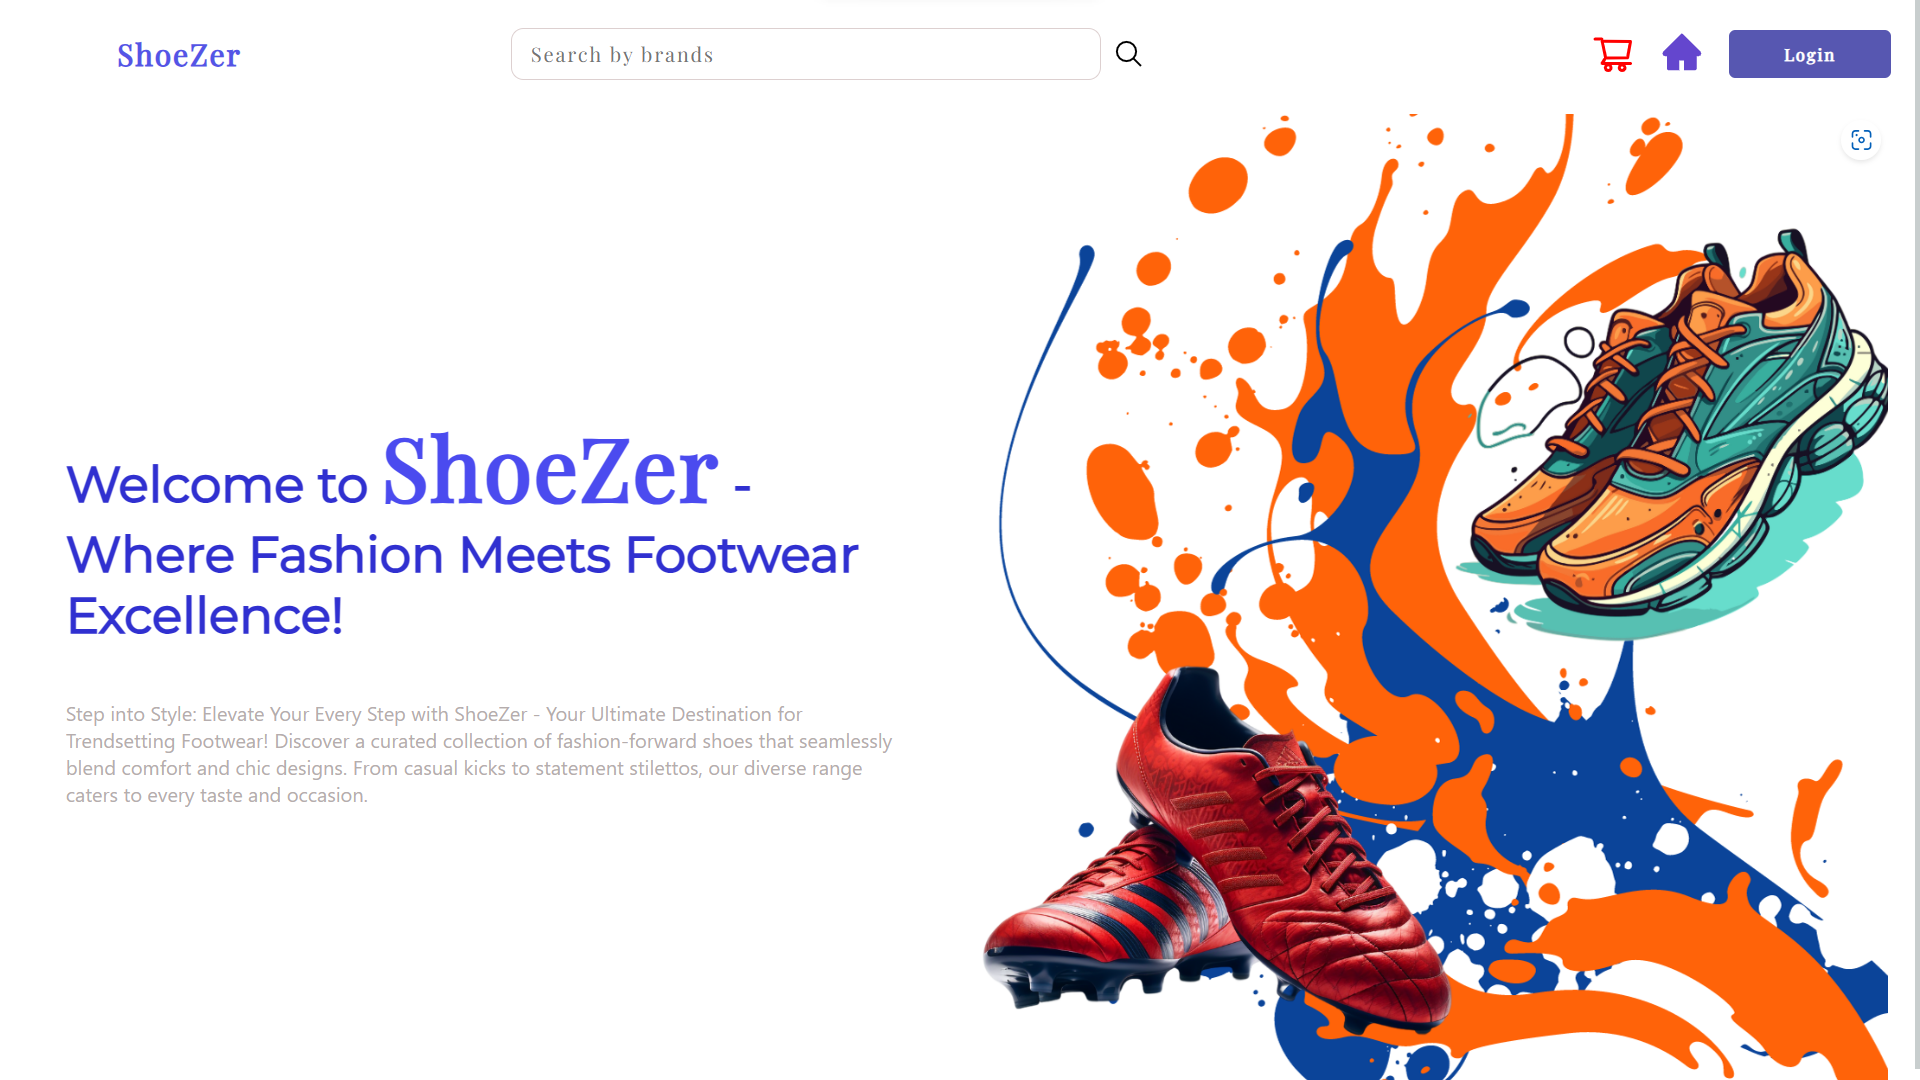 ShoeZer
Search by brands
Login
Welcome to ShoeZer -
Where Fashion Meets Footwear
Excellence!
Step into Style: Elevate Your Every Step with ShoeZer - Your Ultimate Destination for
Trendsetting Footwear! Discover a curated collection of fashion-forward shoes that seamlessly
blend comfort and chic designs. From casual kicks to statement stilettos, our diverse range
caters to every taste and occasion.